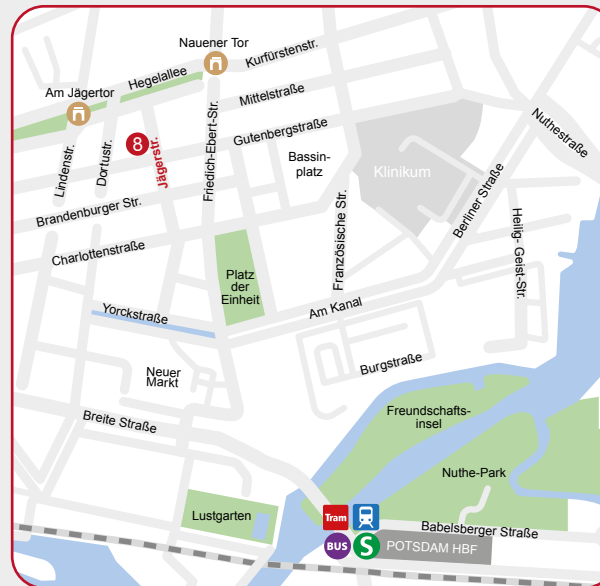 Nauener Tor
Kurfürstenstr.
Hegelallee
Am Jägertor
Mittelstraße
Nuthestraße
Gutenbergstraße
8
Jägerstr.
Friedich-Ebert-Str.
Lindenstr.
Dortustr.
Bassin-
platz
Klinikum
Berliner Straße
Brandenburger Str.
Französische Str.
Heilig- Geist-Str.
Charlottenstraße
Platz
der
Einheit
Am Kanal
Yorckstraße
Burgstraße
Neuer
Markt
Breite Straße
Freundschafts-
insel
Nuthe-Park
Lustgarten
Tram
Babelsberger Straße
BUS
S
POTSDAM HBF